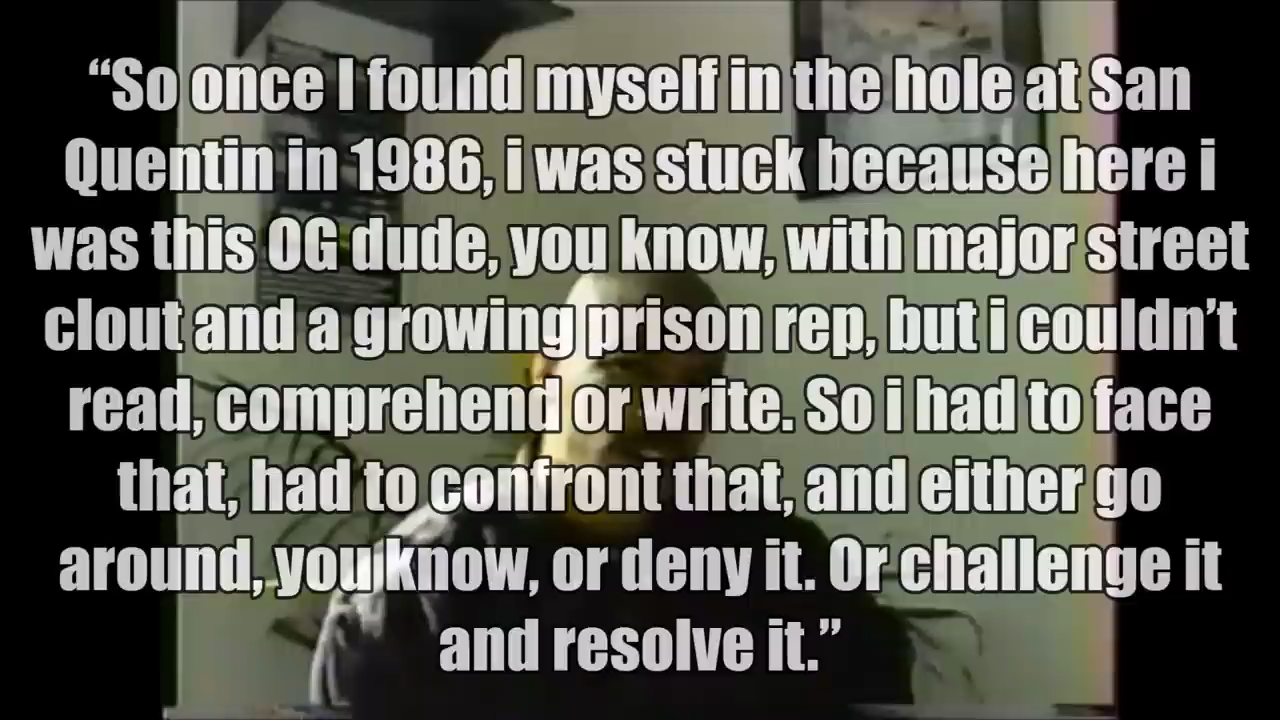 “So once I found myself in the hole at San
Quentin in 1986, i was stuck because here i
was this OG dude, you know, with major street
clout and a growing prison rep, but i couldn’t
read, comprehend or write. So i had to face
that, had to confront that, and either go
around, you know, or deny it. Or challenge it
and resolve it.”